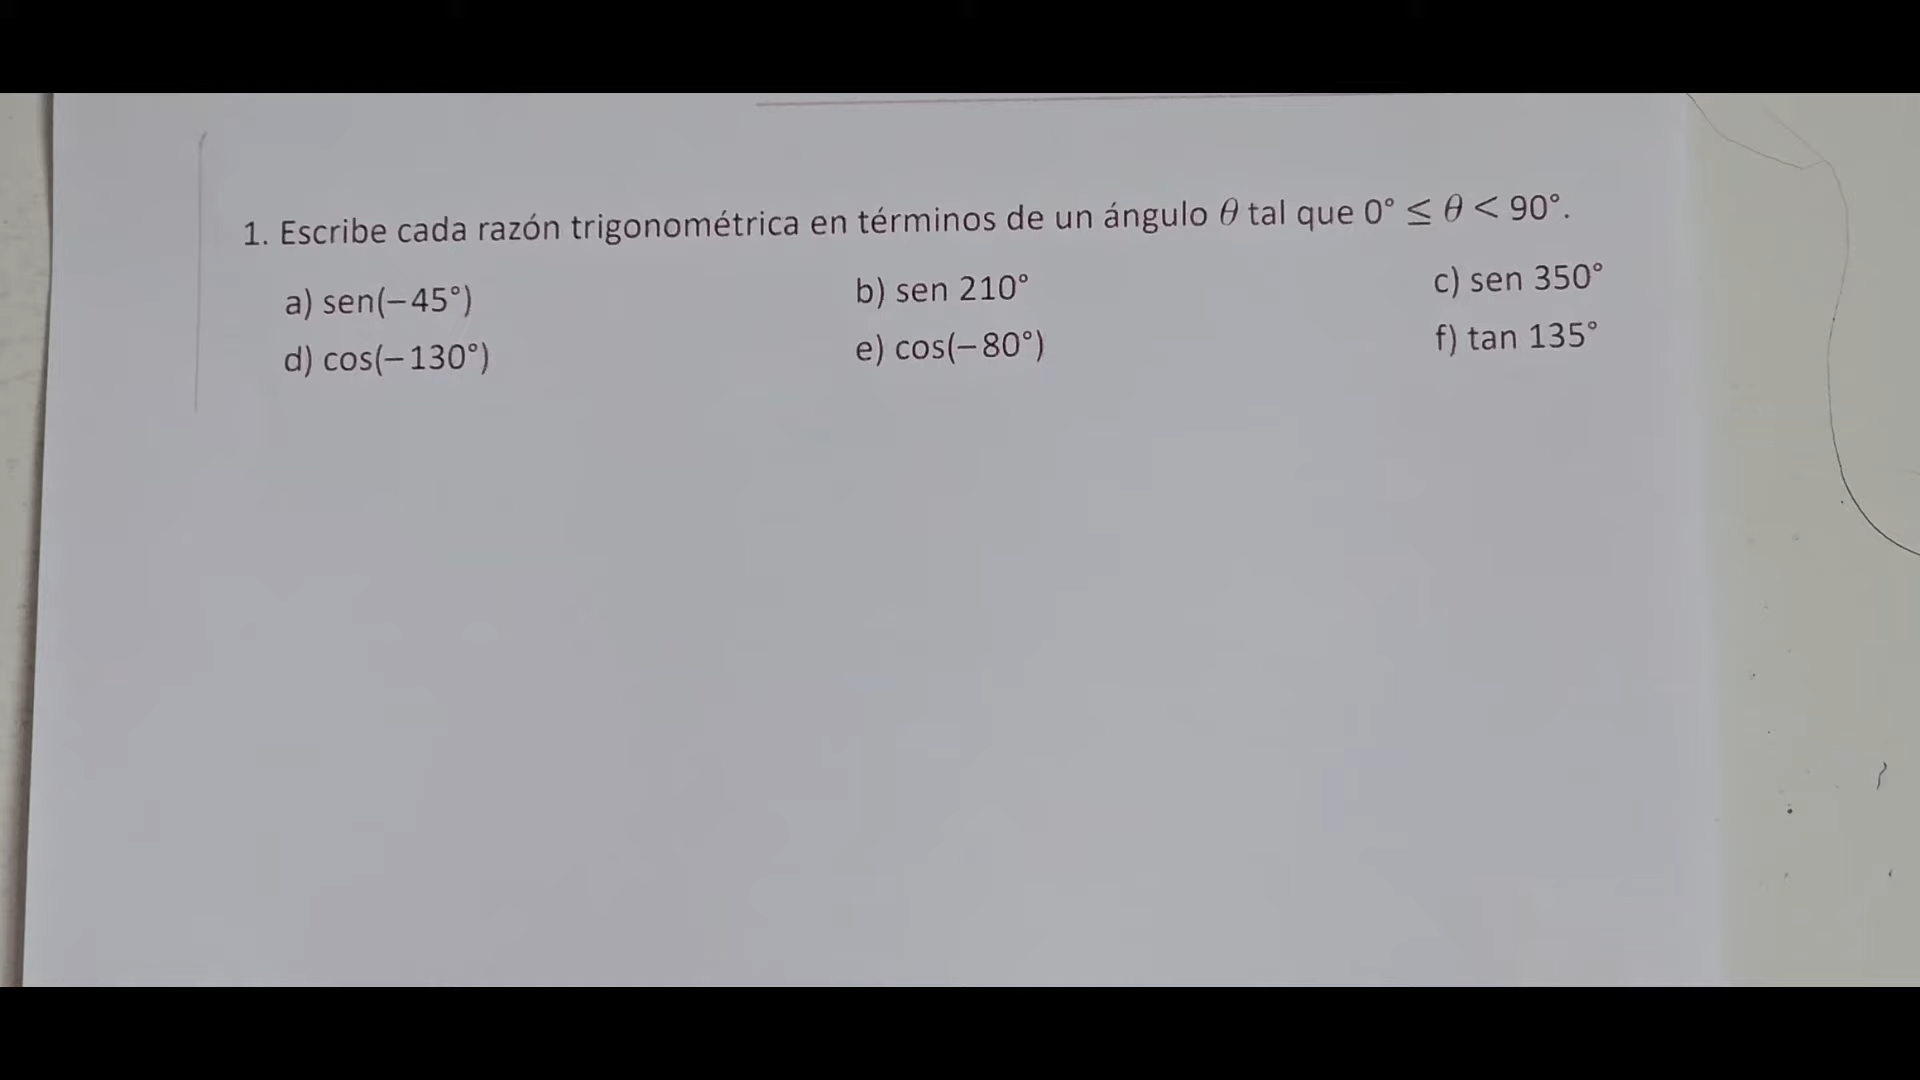 1. Escribe cada razón trigonométrica en términos de un ángulo θ tal que 0° ≤ θ < 90°.
a) sen(−45°) b) sen 210° c) sen 350°
d) cos(−130°) e) cos(−80°) f) tan 135°